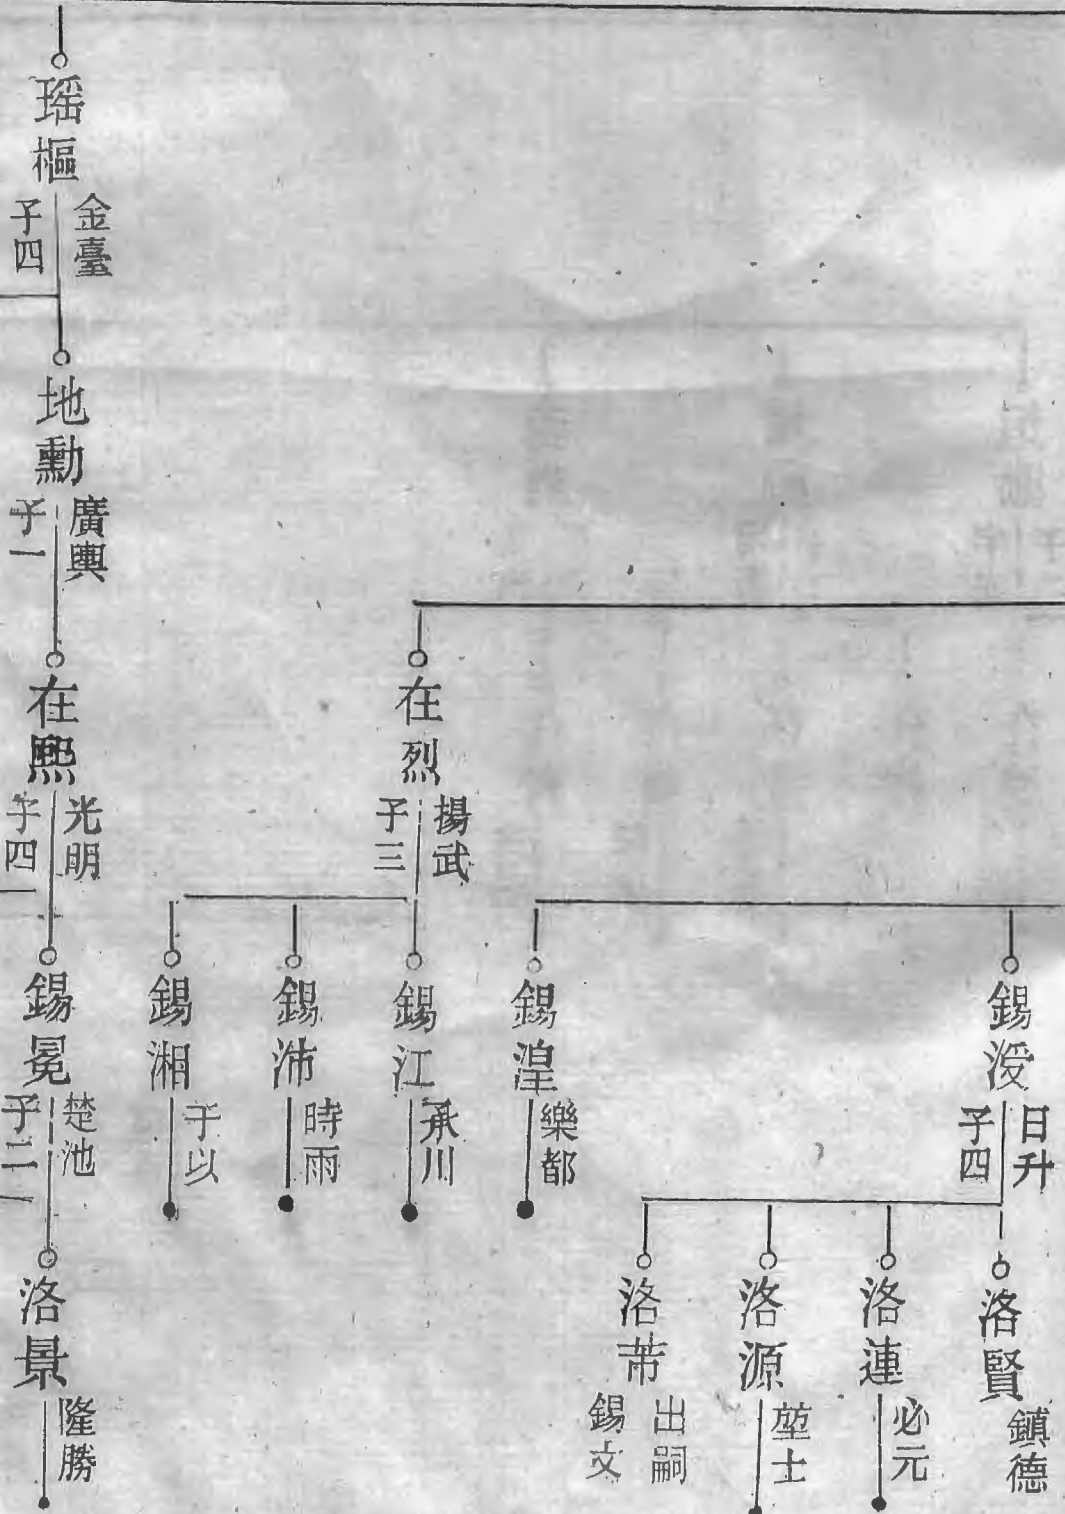 錫湲
日升
子四
洛賢
鎮德
洛連
必元
洛源
堃士
洛芾
出嗣
錫文
錫湟
樂都
在烈
揚武
子三
錫江
承川
錫沛
時雨
錫湘
于以
瑶樞
金臺
子四
地勳
廣輿
子一
在熙
光明
子四
錫冕
楚池
子二
洛景
隆勝